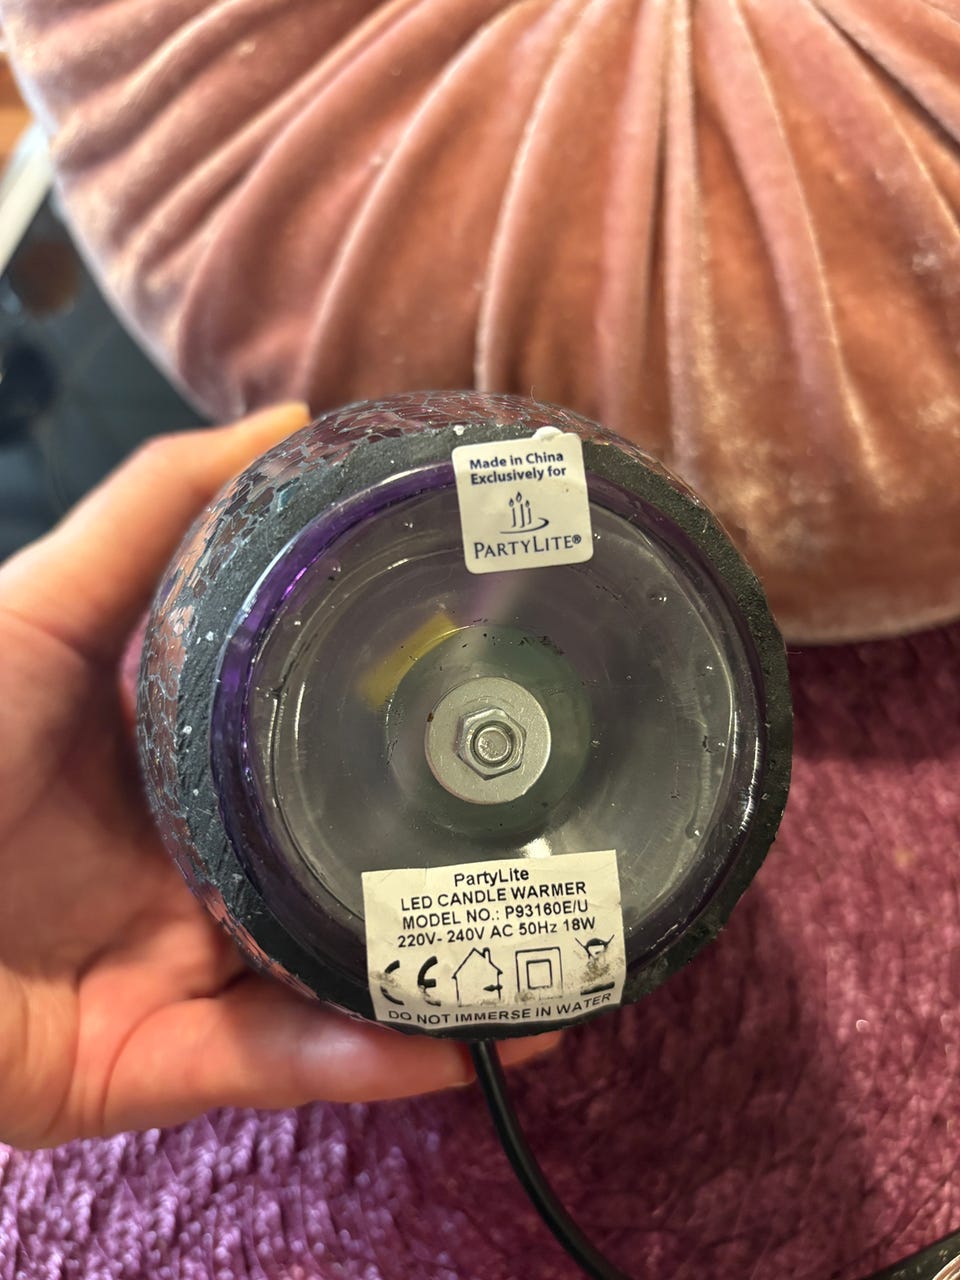 Made in China
Exclusively for
PARTYLITE®
PartyLite
LED CANDLE WARMER
MODEL NO.: P93160E/U
220V- 240V AC 50Hz 18W
CE
DO NOT IMMERSE IN WATER